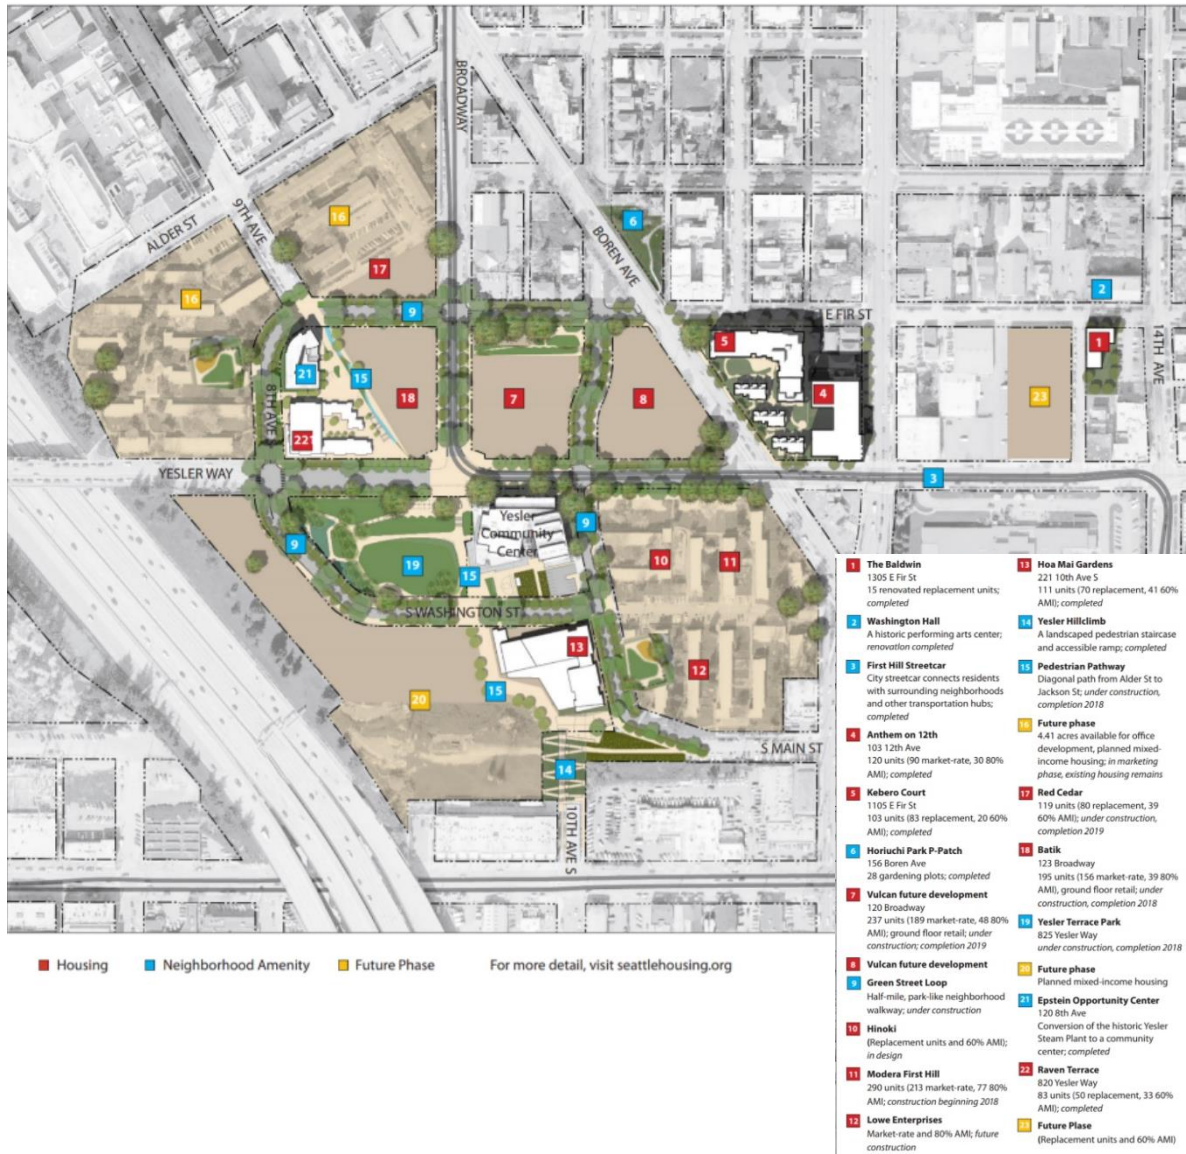 BROADWAY
9TH AVE
ALDER ST
BOREN AVE
6
16
17
2
16
9
E FIR ST
14TH AVE
5
1
21
15
8TH AVE
18
7
8
4
23
221
YESLER WAY
3
Yesler
Community
Center
9
9
10
11
19
15
S WASHINGTON ST
13
12
15
20
S MAIN ST
14
10TH AVE S
Housing
Neighborhood Amenity
Future Phase
For more detail, visit seattlehousing.org
1 The Baldwin
1305 E Fir St
15 renovated replacement units;
completed
2 Washington Hall
A historic performing arts center;
renovation completed
3 First Hill Streetcar
City streetcar connects residents
with surrounding neighborhoods
and other transportation hubs;
completed
4 Anthem on 12th
103 12th Ave
120 units (90 market-rate, 30 80%
AMI); completed
5 Kebero Court
1105 E Fir St
103 units (83 replacement, 20 60%
AMI); completed
6 Horiuchi Park P-Patch
156 Boren Ave
28 gardening plots; completed
7 Vulcan future development
120 Broadway
237 units (189 market-rate, 48 80%
AMI); ground floor retail; under
construction; completion 2019
8 Vulcan future development
9 Green Street Loop
Half-mile, park-like neighborhood
walkway; under construction
10 Hinoki
(Replacement units and 60% AMI);
in design
11 Modera First Hill
290 units (213 market-rate, 77 80%
AMI; construction beginning 2018
12 Lowe Enterprises
Market-rate and 80% AMI; future
construction
13 Hoa Mai Gardens
221 10th Ave S
111 units (70 replacement, 41 60%
AMI); completed
14 Yesler Hillclimb
A landscaped pedestrian staircase
and accessible ramp; completed
15 Pedestrian Pathway
Diagonal path from Alder St to
Jackson St; under construction,
completion 2018
16 Future phase
4.41 acres available for office
development, planned mixed-
income housing; in marketing
phase, existing housing remains
17 Red Cedar
119 units (80 replacement, 39
60% AMI); under construction,
completion 2019
18 Batik
123 Broadway
195 units (156 market-rate, 39 80%
AMI), ground floor retail; under
construction, completion 2018
19 Yesler Terrace Park
825 Yesler Way
under construction, completion 2018
20 Future phase
Planned mixed-income housing
21 Epstein Opportunity Center
120 8th Ave
Conversion of the historic Yesler
Steam Plant to a community
center; completed
22 Raven Terrace
820 Yesler Way
83 units (50 replacement, 33 60%
AMI); completed
23 Future Plase
(Replacement units and 60% AMI)